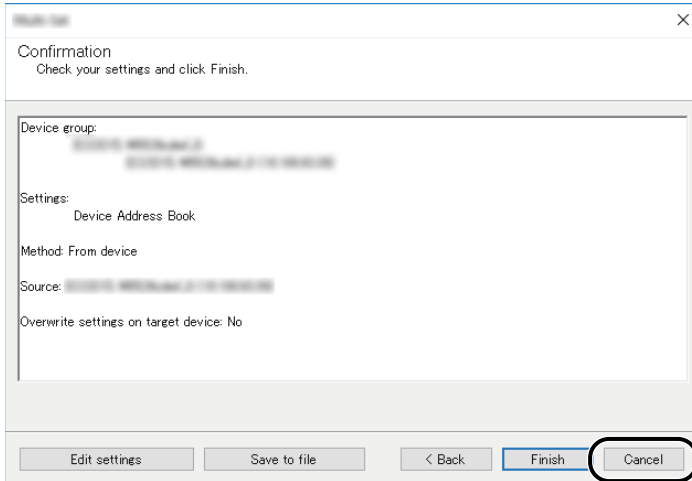 Confirmation
Check your settings and click Finish.
Device group:
Settings:
Device Address Book
Method: From device
Source:
Overwrite settings on target device: No
Edit settings
Save to file
< Back
Finish
Cancel